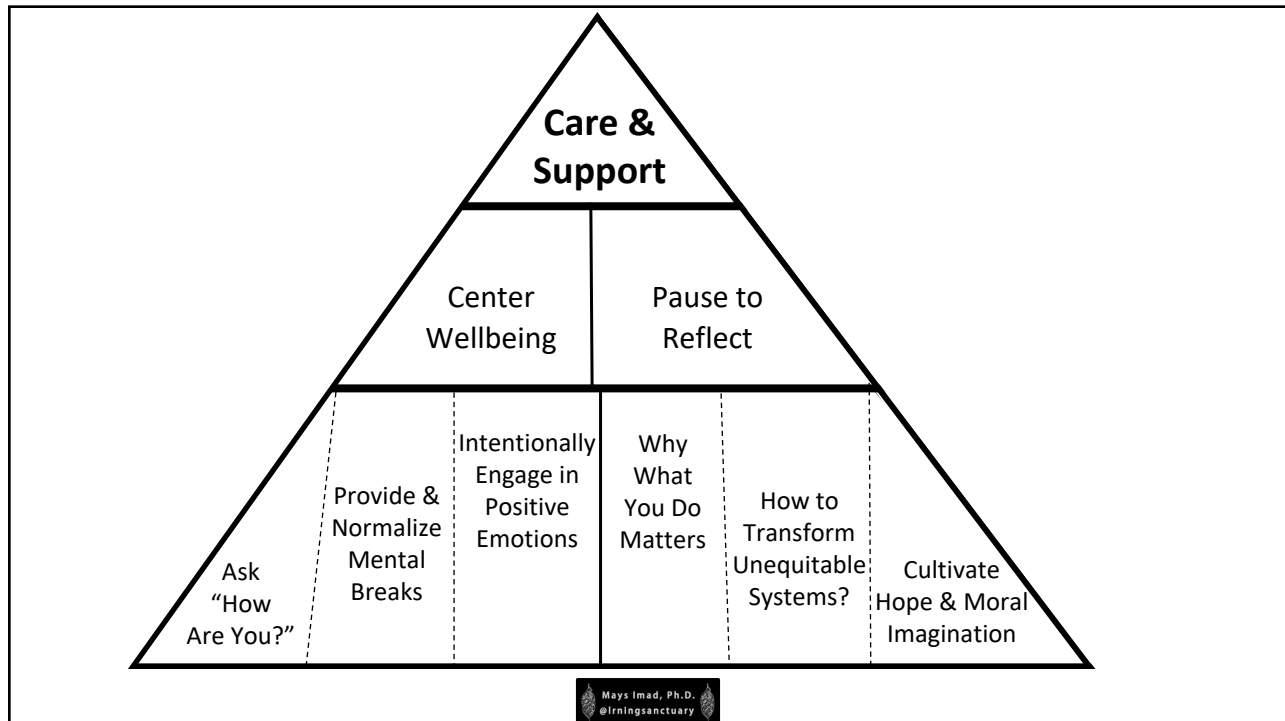 Care &
Support
Center
Wellbeing
Pause to
Reflect
Ask
“How
Are You?”
Provide &
Normalize
Mental
Breaks
Intentionally
Engage in
Positive
Emotions
Why
What
You Do
Matters
How to
Transform
Unequitable
Systems?
Cultivate
Hope & Moral
Imagination
Mays Imad, Ph.D.
@lrningsanctuary